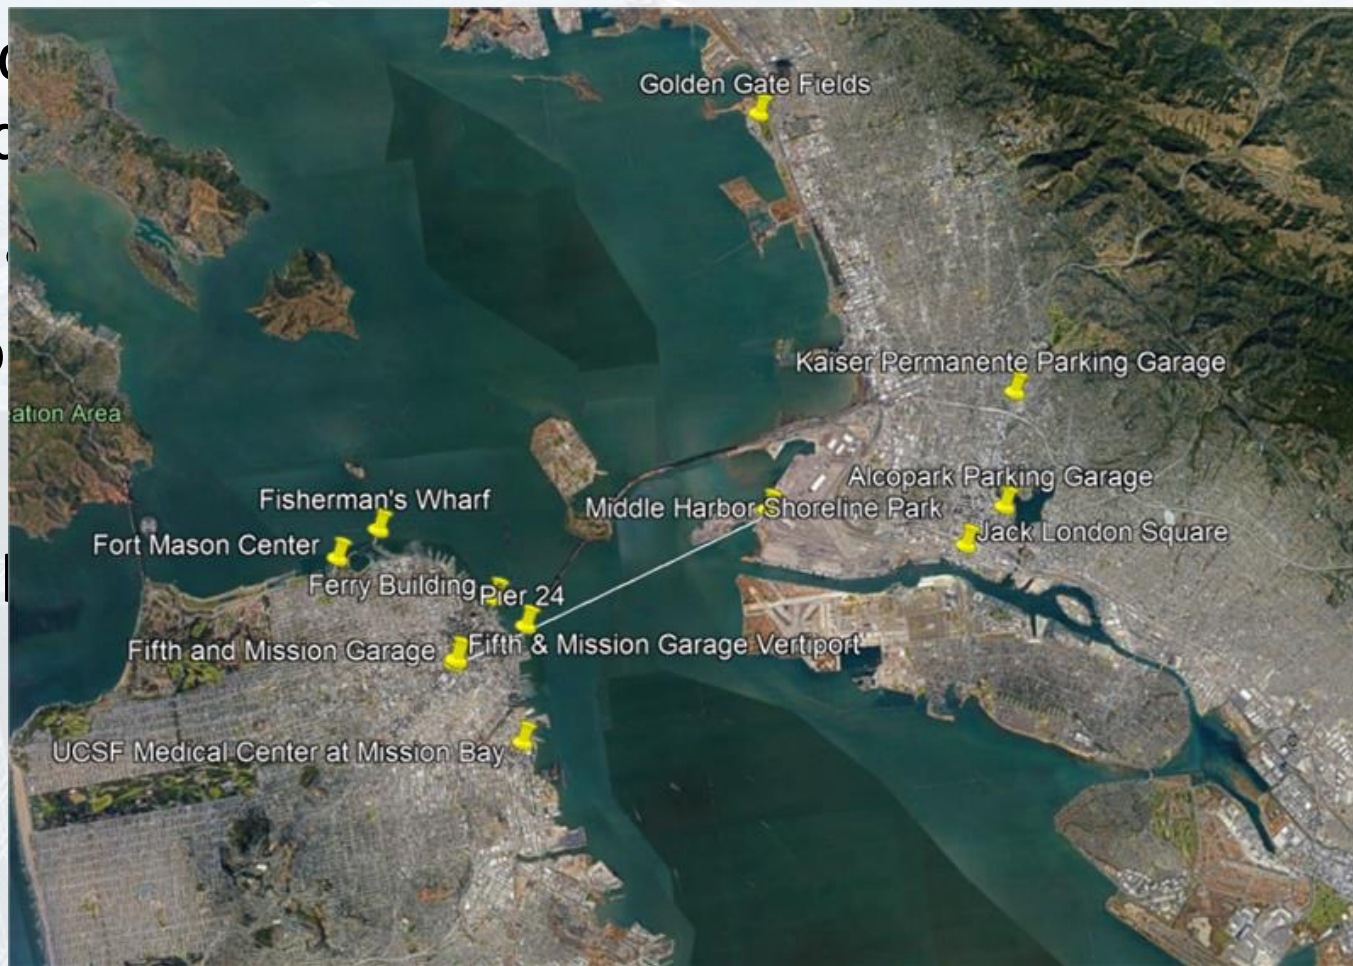 Golden Gate Fields
Kaiser Permanente Parking Garage
eation Area
Alcopark Parking Garage
Fisherman's Wharf
Middle Harbor Shoreline Park
Jack London Square
Fort Mason Center
Ferry Building
Pier 24
Fifth and Mission Garage
Fifth & Mission Garage Vertiport
UCSF Medical Center at Mission Bay